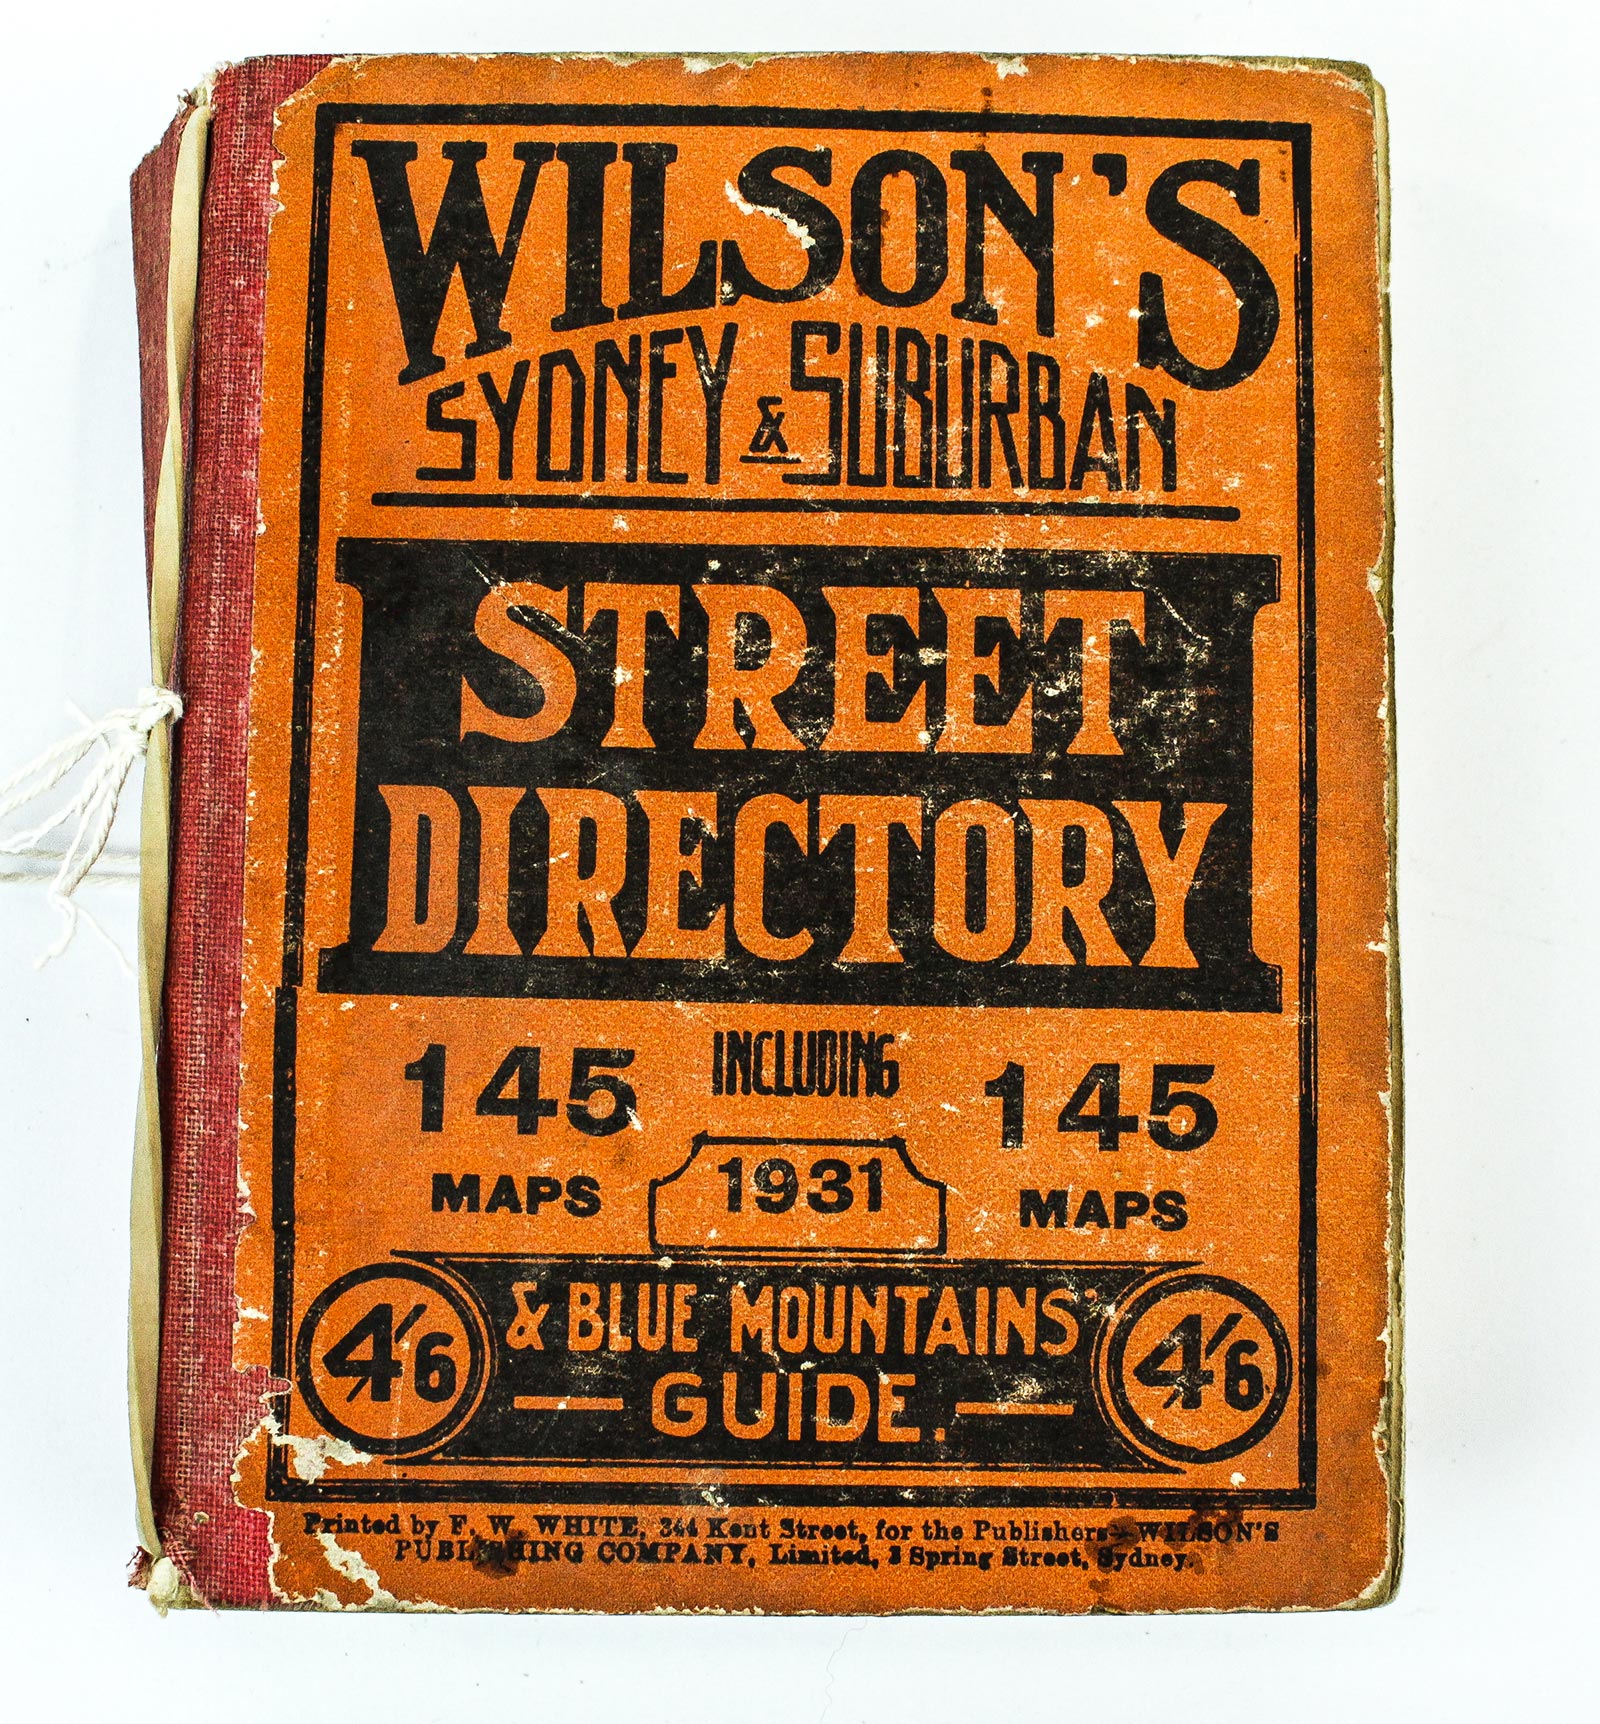 WILSON'S
SYDNEY & SUBURBAN
STREET
DIRECTORY
INCLUDING
145 145
MAPS 1931 MAPS
& BLUE MOUNTAINS'
4/6 GUIDE. 4/6
Printed by F. W. WHITE, 344 Kent Street, for the Publishers—WILSON'S
PUBLISHING COMPANY, Limited, 3 Spring Street, Sydney.